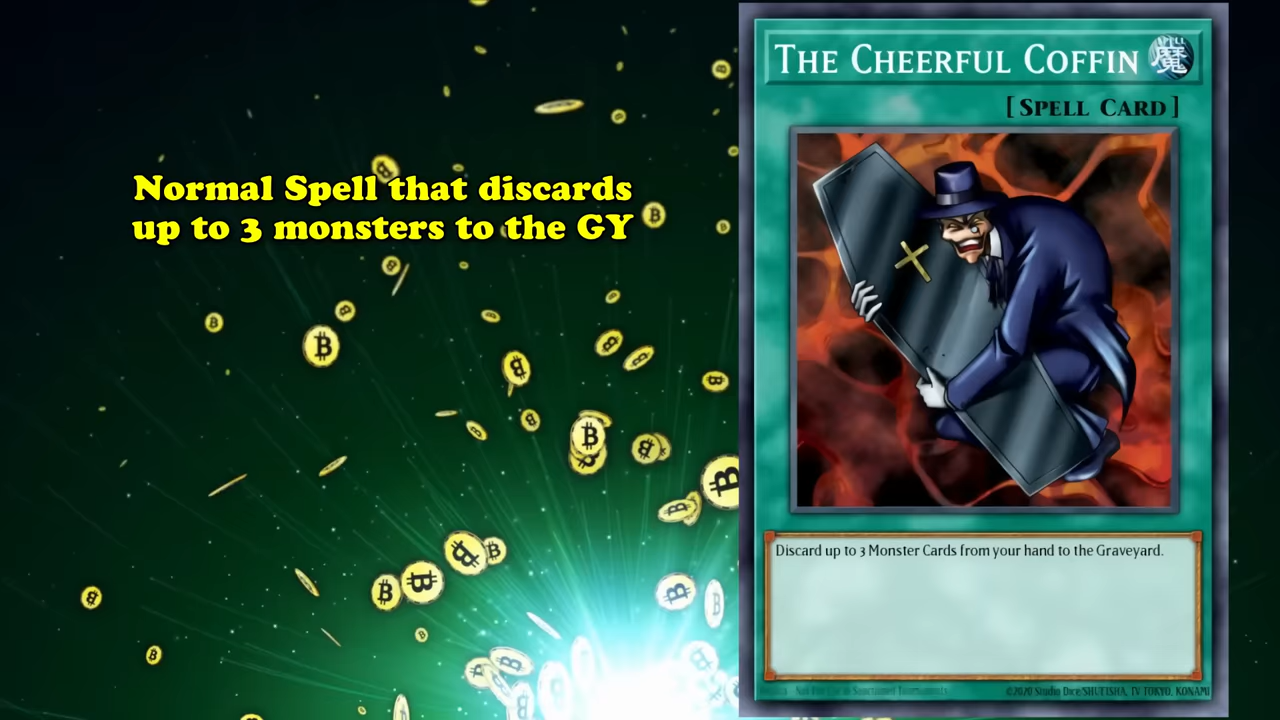 Normal Spell that discards
up to 3 monsters to the GY
THE CHEERFUL COFFIN
SPELL
魔
[SPELL CARD]
Discard up to 3 Monster Cards from your hand to the Graveyard.
©2020 Studio Dice/SHUEISHA, TV TOKYO, KONAMI